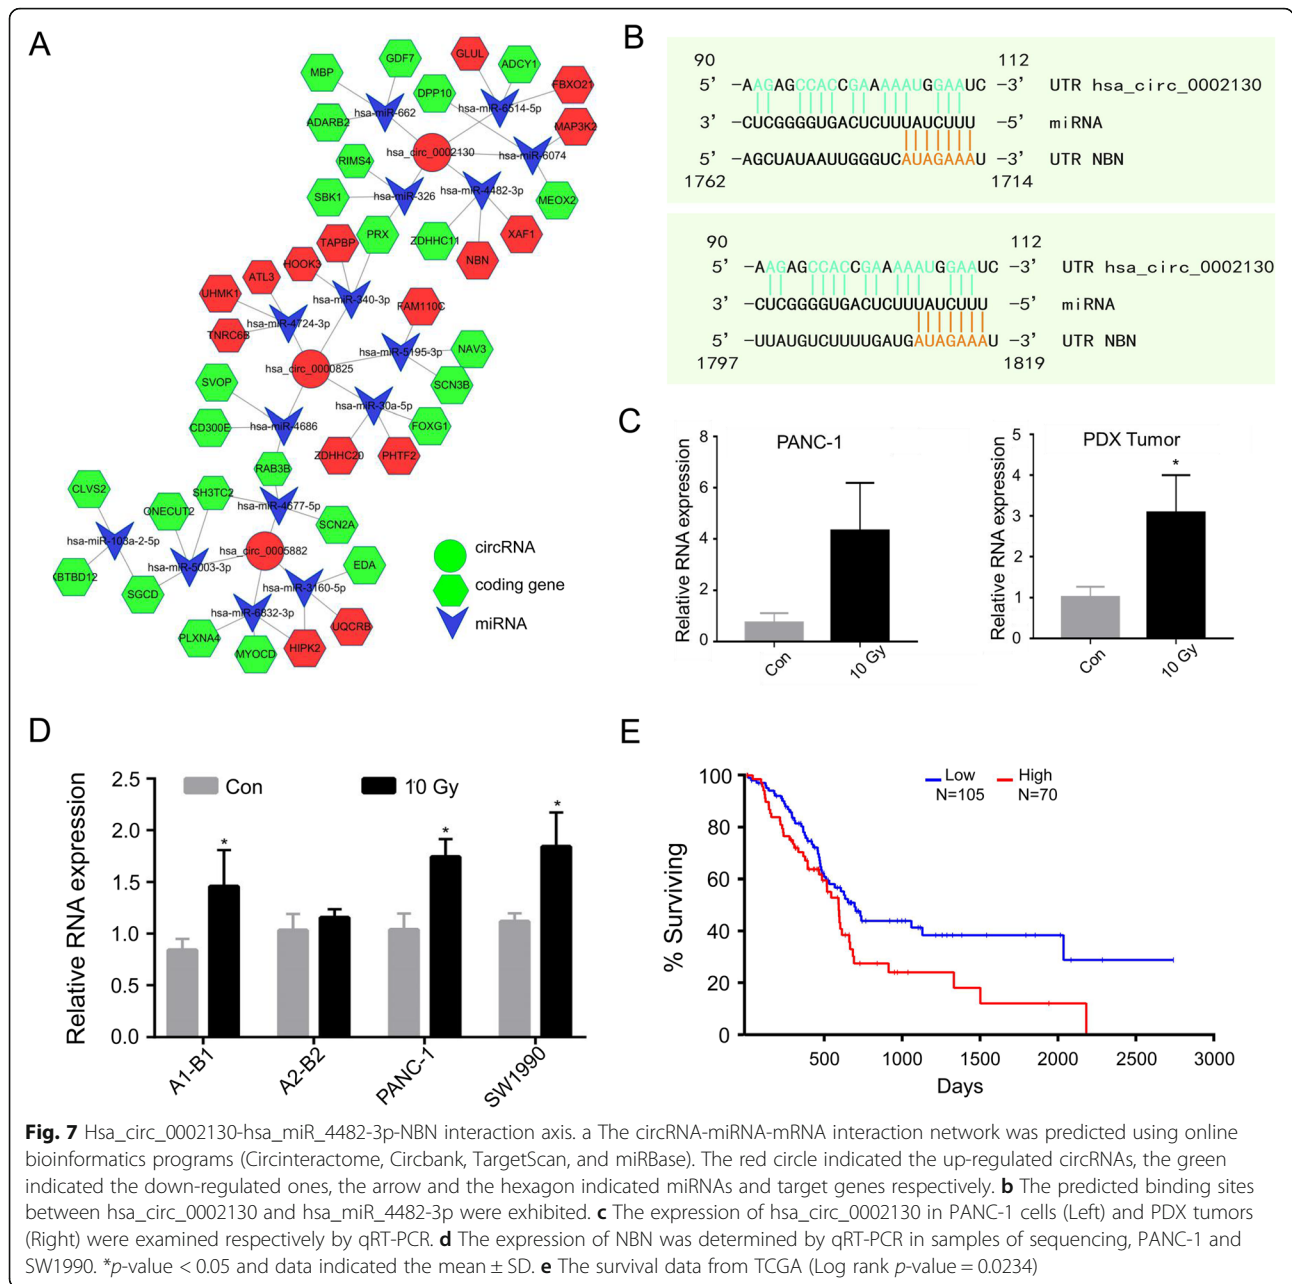 A
MBP
GDF7
GLUL
ADCY1
DPP10
FBXO21
hsa-miR-662
hsa-miR-6514-5p
ADARB2
MAP3K2
hsa_circ_0002130
hsa-miR-6074
RIMS4
SBK1
hsa-miR-326
hsa-miR-4482-3p
MEOX2
PRX
ZDHHC11
XAF1
NBN
TAPBP
HOOK3
ATL3
UHMK1
hsa-miR-340-3p
FAM110C
TNRC6B
hsa-miR-4724-3p
hsa-miR-5195-3p
NAV3
hsa_circ_0000825
SCN3B
SVOP
hsa-miR-30a-5p
CD300E
hsa-miR-4686
FOXG1
ZDHHC20
PHTF2
RAB3B
CLVS2
SH3TC2
ONECUT2
hsa-miR-4677-5p
SCN2A
hsa-miR-103a-2-5p
hsa_circ_0005882
hsa-miR-5003-3p
EDA
KBTBD12
SGCD
hsa-miR-3160-5p
hsa-miR-6832-3p
UQCRB
PLXNA4
MYOCD
HIPK2
circRNA
coding gene
miRNA
B
90 112
5’ –AAGAGCCACCGAAAAAUGGAAUC –3’ UTR hsa_circ_0002130
3’ –CUCGGGGUGACUCUUUUAUCUUU –5’ miRNA
5’ –AGCUAUAAUUGGGUCAUAGAAAU –3’ UTR NBN
1762 1714
90 112
5’ –AAGAGCCACCGAAAAAUGGAAUC –3’ UTR hsa_circ_0002130
3’ –CUCGGGGUGACUCUUUUAUCUUU –5’ miRNA
5’ –UUAUGUCUUUUGAUGAUAGAAAU –3’ UTR NBN
1797 1819
C
PANC-1
Relative RNA expression
8
6
4
2
0
Con 10 Gy
PDX Tumor
Relative RNA expression
5
4
3
2
1
0
*
Con 10 Gy
D
Relative RNA expression
2.5
2.0
1.5
1.0
0.5
0.0
Con 10 Gy
* * *
A1-B1 A2-B2 PANC-1 SW1990
E
% Surviving
100
80
60
40
20
0
Low High
N=105 N=70
500 1000 1500 2000 2500 3000
Days
Fig. 7 Hsa_circ_0002130-hsa_miR_4482-3p-NBN interaction axis. a The circRNA-miRNA-mRNA interaction network was predicted using online
bioinformatics programs (Circinteractome, Circbank, TargetScan, and miRBase). The red circle indicated the up-regulated circRNAs, the green
indicated the down-regulated ones, the arrow and the hexagon indicated miRNAs and target genes respectively. b The predicted binding sites
between hsa_circ_0002130 and hsa_miR_4482-3p were exhibited. c The expression of hsa_circ_0002130 in PANC-1 cells (Left) and PDX tumors
(Right) were examined respectively by qRT-PCR. d The expression of NBN was determined by qRT-PCR in samples of sequencing, PANC-1 and
SW1990. *p-value < 0.05 and data indicated the mean ± SD. e The survival data from TCGA (Log rank p-value = 0.0234)